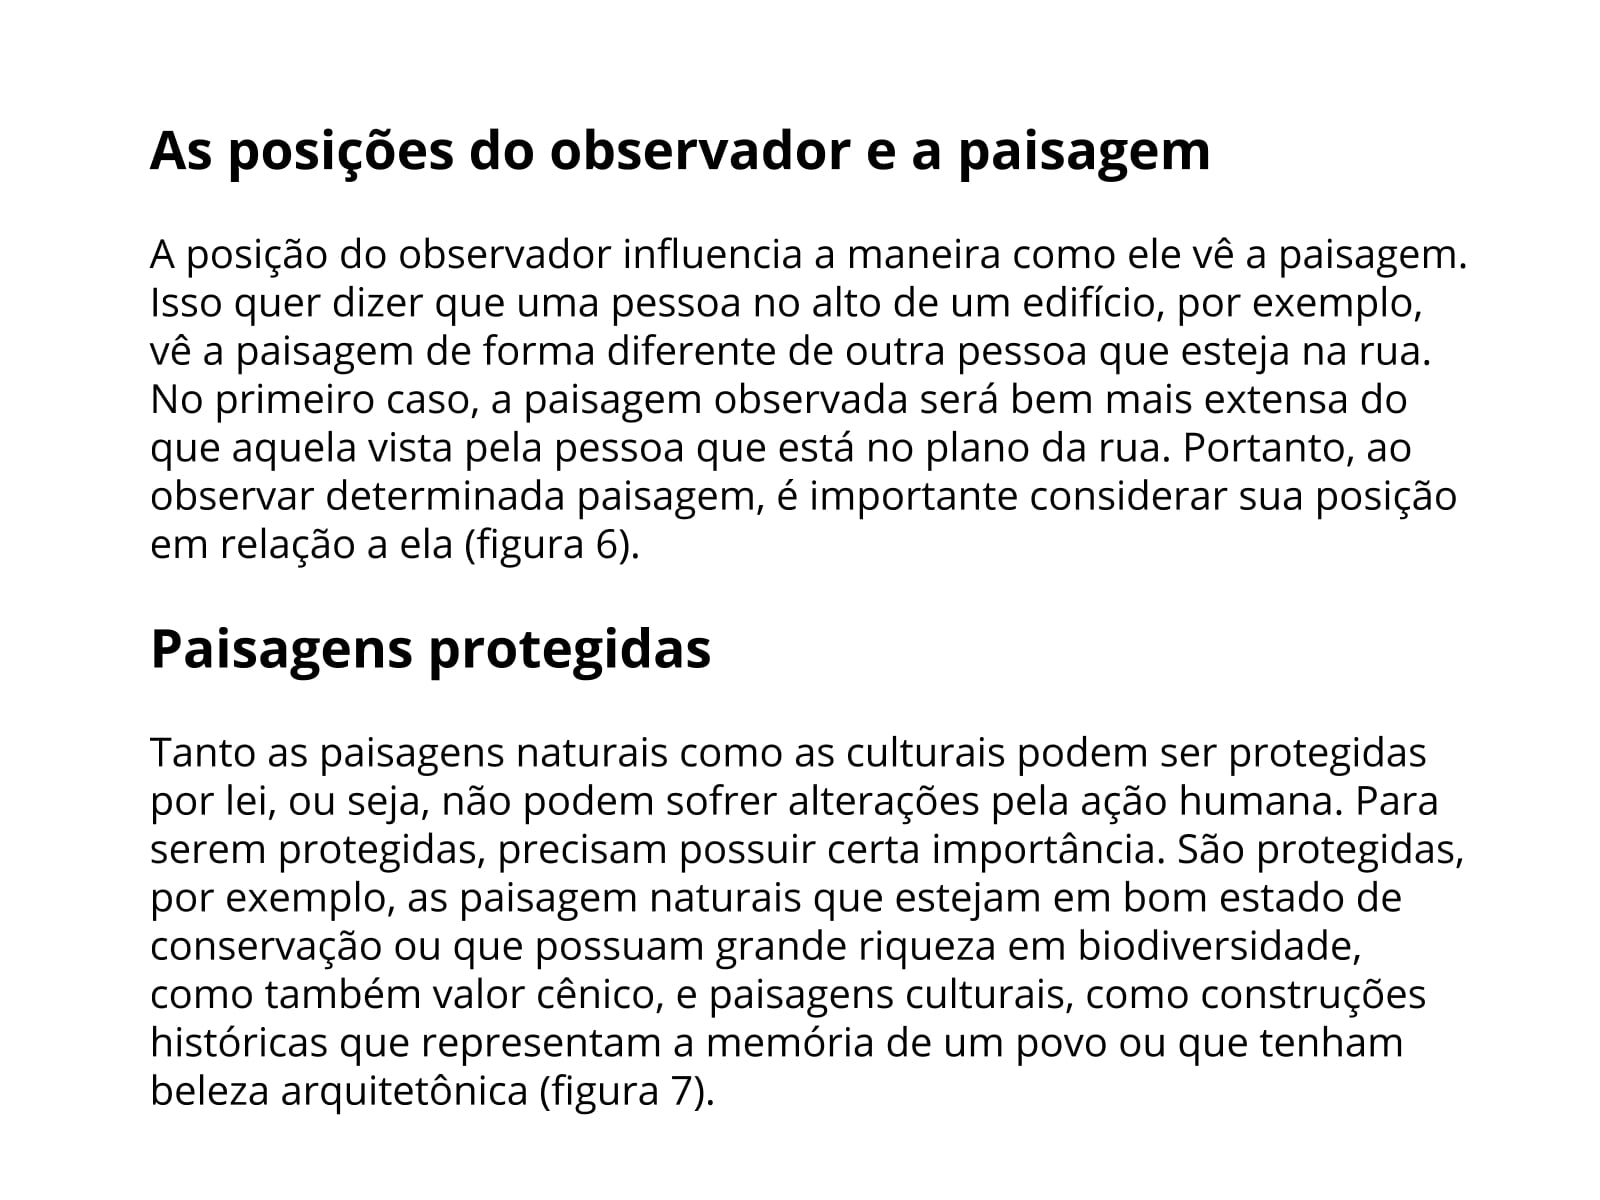 As posições do observador e a paisagem
A posição do observador influencia a maneira como ele vê a paisagem.
Isso quer dizer que uma pessoa no alto de um edifício, por exemplo,
vê a paisagem de forma diferente de outra pessoa que esteja na rua.
No primeiro caso, a paisagem observada será bem mais extensa do
que aquela vista pela pessoa que está no plano da rua. Portanto, ao
observar determinada paisagem, é importante considerar sua posição
em relação a ela (figura 6).
Paisagens protegidas
Tanto as paisagens naturais como as culturais podem ser protegidas
por lei, ou seja, não podem sofrer alterações pela ação humana. Para
serem protegidas, precisam possuir certa importância. São protegidas,
por exemplo, as paisagem naturais que estejam em bom estado de
conservação ou que possuam grande riqueza em biodiversidade,
como também valor cênico, e paisagens culturais, como construções
históricas que representam a memória de um povo ou que tenham
beleza arquitetônica (figura 7).